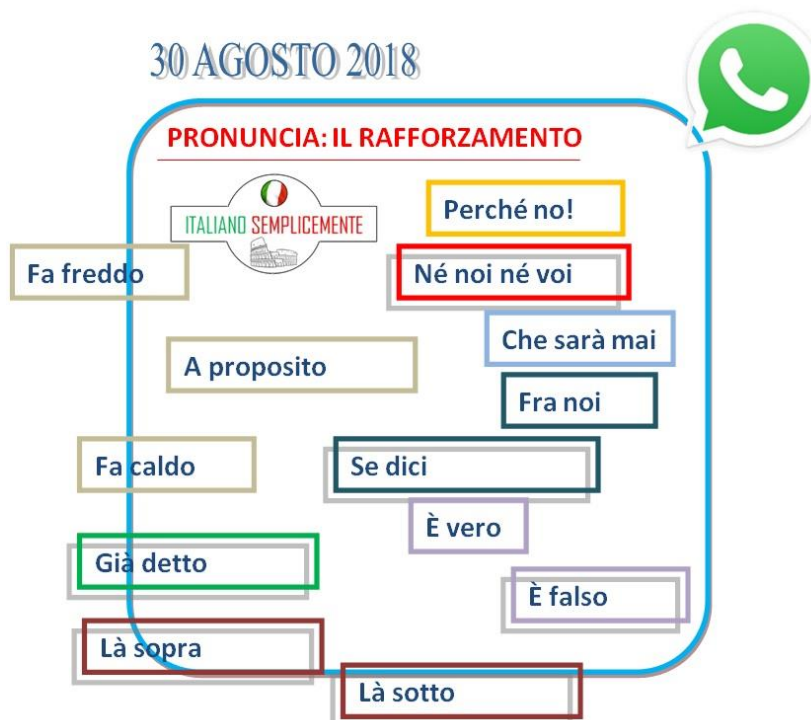 30 AGOSTO 2018
PRONUNCIA: IL RAFFORZAMENTO
ITALIANO SEMPLICEMENTE
Perché no!
Fa freddo
Né noi né voi
Che sarà mai
A proposito
Fra noi
Fa caldo
Se dici
È vero
Già detto
È falso
Là sopra
Là sotto